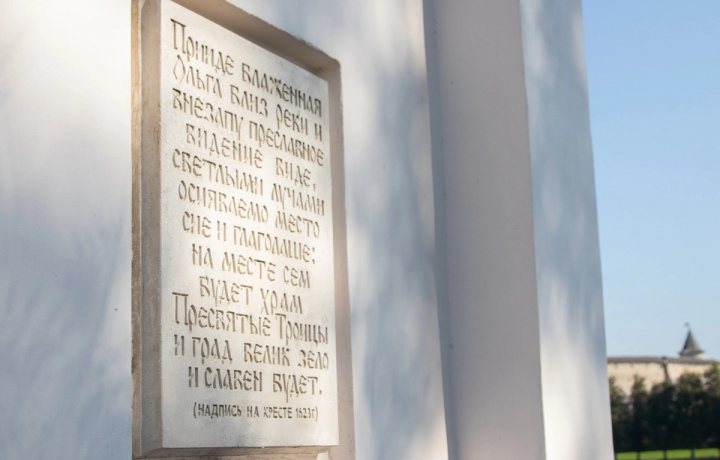 Прииде блаженная
Ольга близ реки и
внезапу преславное
видение виде,
светлыми лучами
осияваемо место
сие и глаголаше:
на месте сем
будет храм
Пресвятые Троицы
и град велик зело
и славен будет.
(надпись на кресте 1623г)